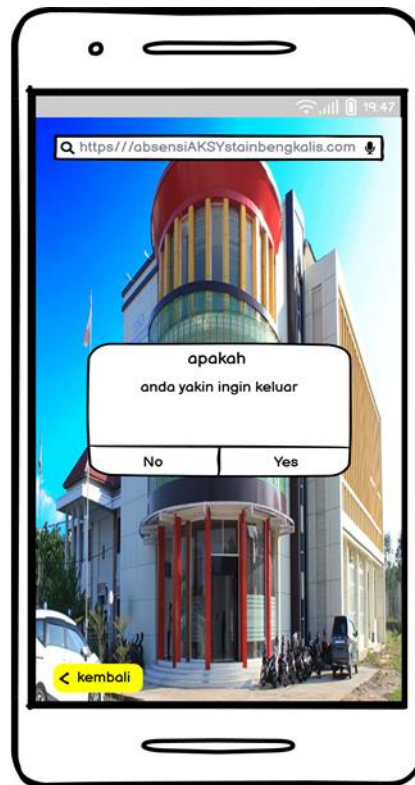 19:47
https///absensiAKSYstainbengkalis.com
apakah
anda yakin ingin keluar
No Yes
< kembali